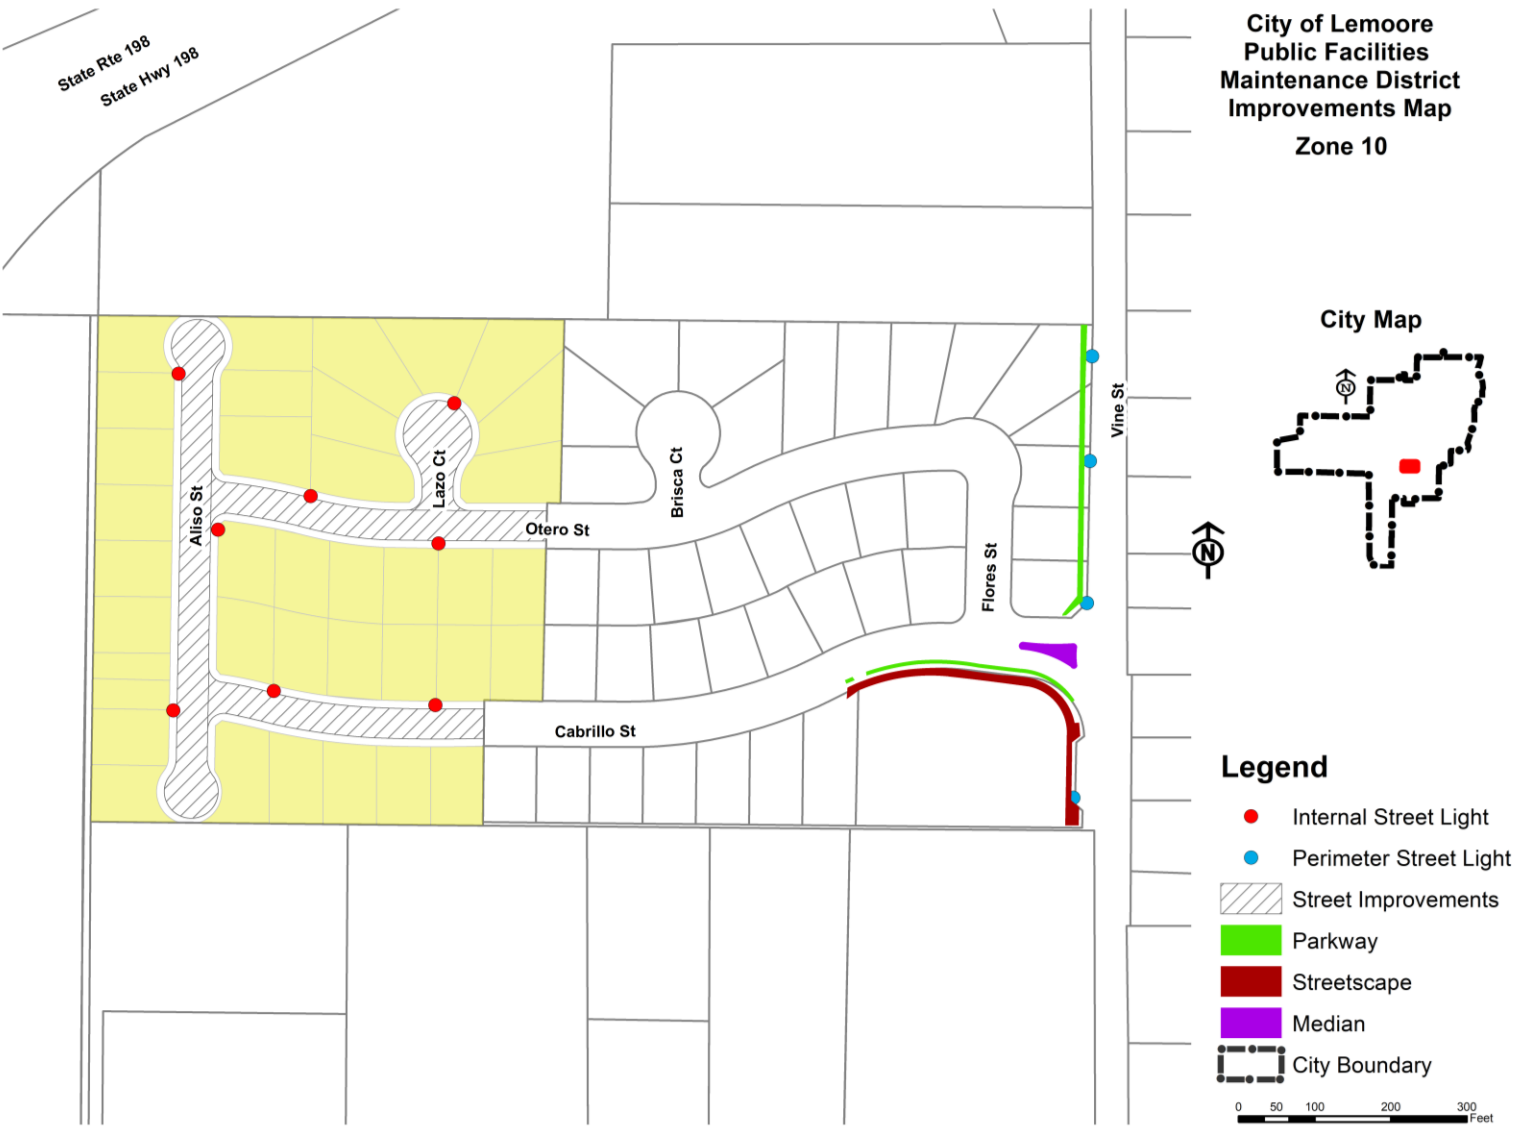 State Rte 198
State Hwy 198
City of Lemoore
Public Facilities
Maintenance District
Improvements Map
Zone 10
City Map
N
Vine St
Brisca Ct
Lazo Ct
Aliso St
Otero St
Flores St
N
Cabrillo St
Legend
Internal Street Light
Perimeter Street Light
Street Improvements
Parkway
Streetscape
Median
City Boundary
0 50 100 200 300
Feet